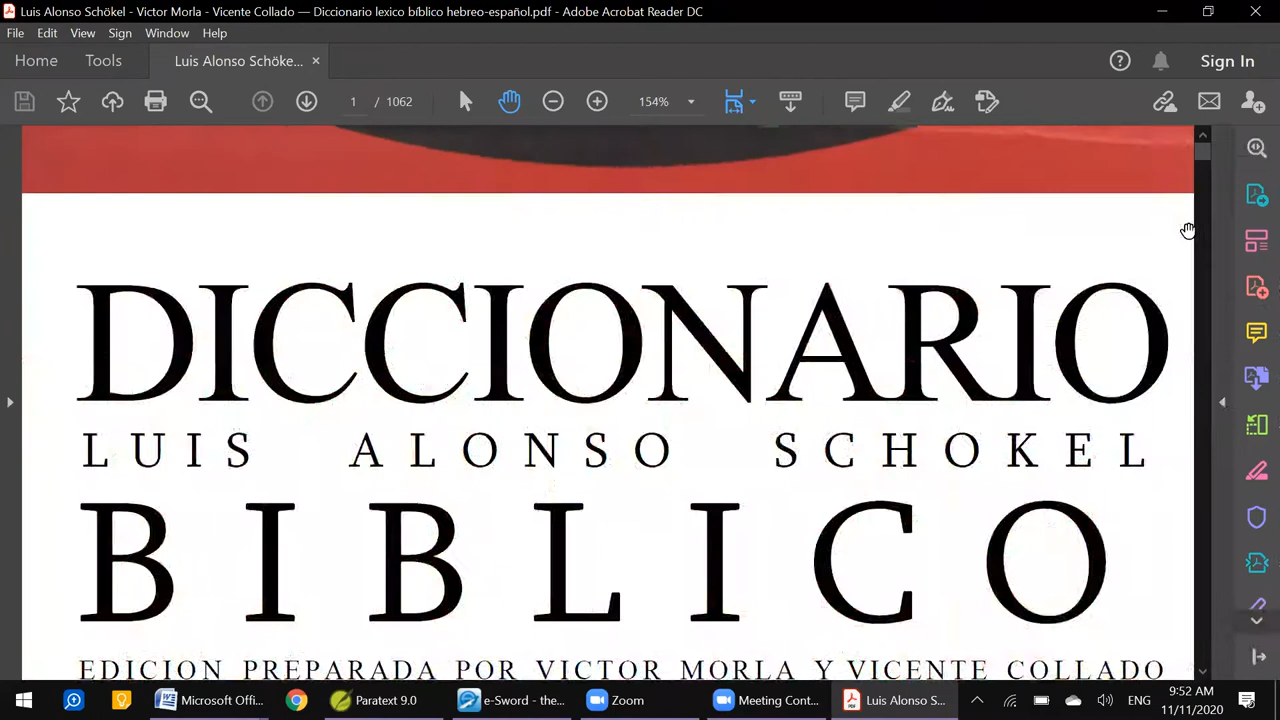 Luis Alonso Schökel - Victor Morla - Vicente Collado — Diccionario lexico bíblico hebreo-español.pdf - Adobe Acrobat Reader DC
File Edit View Sign Window Help
Home Tools Luis Alonso Schöke... × Sign In
1 / 1062 154%
DICCIONARIO
LUIS ALONSO SCHOKEL
BIBLICO
EDICION PREPARADA POR VICTOR MORLA Y VICENTE COLLADO
Microsoft Offi... Paratext 9.0 e-Sword - the... Zoom Meeting Cont... Luis Alonso S... ENG 9:52 AM
11/11/2020